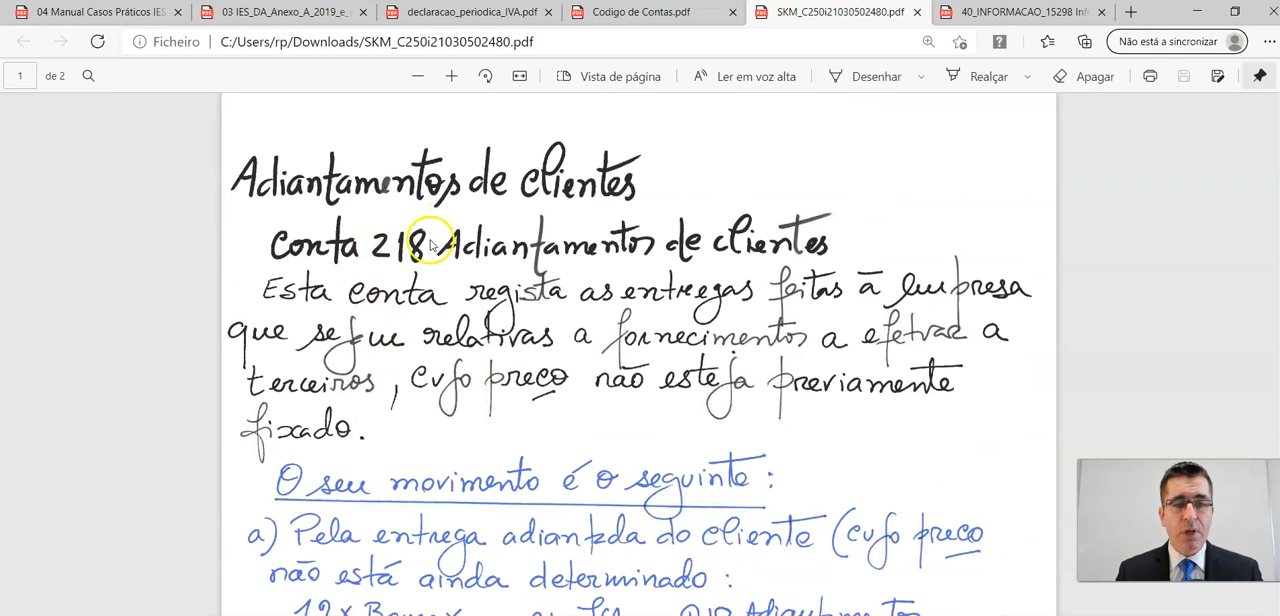 04 Manual Casos Práticos IES
03 IES_DA_Anexo_A_2019_e_
declaracao_periodica_IVA.pdf
Codigo de Contas.pdf
SKM_C250i21030502480.pdf
40_INFORMACAO_15298 Inf
Ficheiro
C:/Users/rp/Downloads/SKM_C250i21030502480.pdf
Não está a sincronizar
1 de 2
Vista de página
Ler em voz alta
Desenhar
Realçar
Apagar
Adiantamentos de clientes
Conta 218 Adiantamentos de clientes
Esta conta regista as entregas feitas à empresa
que se relativas a fornecimentos a efetuar a
terceiros, cujo preço não esteja previamente
fixado.
O seu movimento é o seguinte :
a) Pela entrega adiantada do cliente (cujo preço
não está ainda determinado :